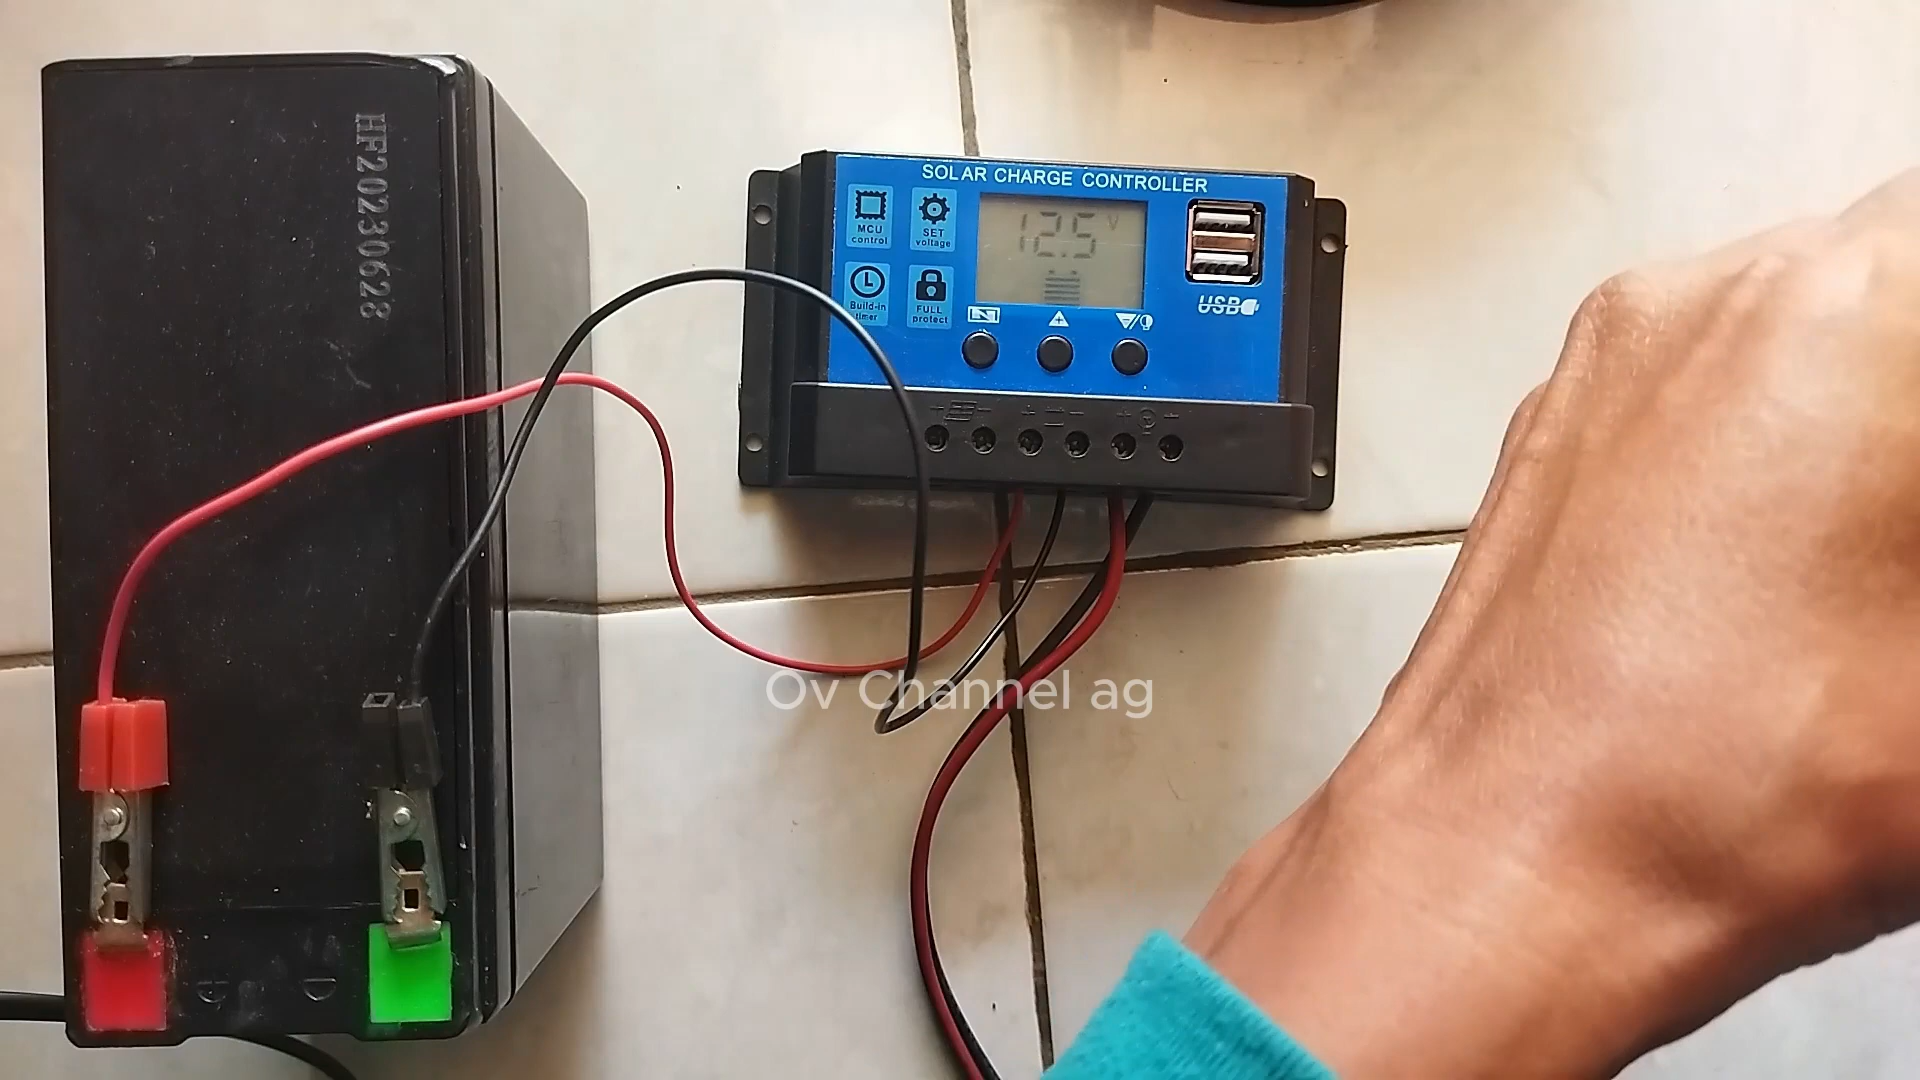 HF20230628
SOLAR CHARGE CONTROLLER
MCU
control
SET
voltage
Build-in
timer
FULL
protect
12.5 V
USB
Ov Channel ag